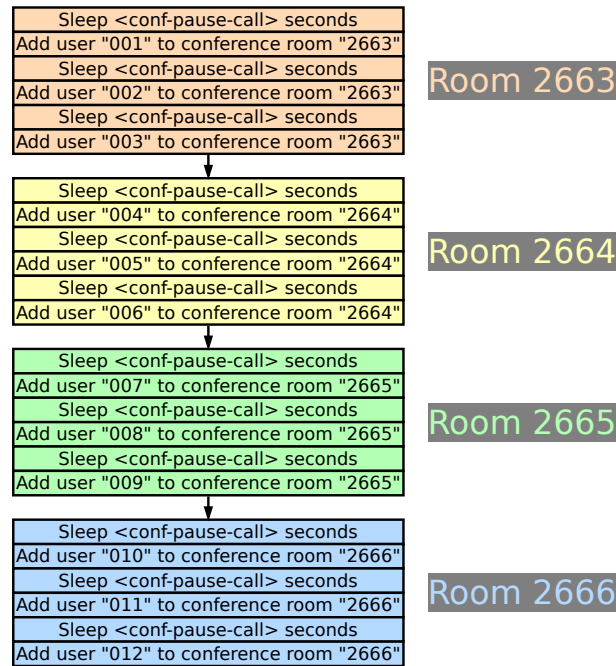 Sleep <conf-pause-call> seconds
Add user "001" to conference room "2663"
Sleep <conf-pause-call> seconds
Add user "002" to conference room "2663"
Sleep <conf-pause-call> seconds
Add user "003" to conference room "2663"
Room 2663
Sleep <conf-pause-call> seconds
Add user "004" to conference room "2664"
Sleep <conf-pause-call> seconds
Add user "005" to conference room "2664"
Sleep <conf-pause-call> seconds
Add user "006" to conference room "2664"
Room 2664
Sleep <conf-pause-call> seconds
Add user "007" to conference room "2665"
Sleep <conf-pause-call> seconds
Add user "008" to conference room "2665"
Sleep <conf-pause-call> seconds
Add user "009" to conference room "2665"
Room 2665
Sleep <conf-pause-call> seconds
Add user "010" to conference room "2666"
Sleep <conf-pause-call> seconds
Add user "011" to conference room "2666"
Sleep <conf-pause-call> seconds
Add user "012" to conference room "2666"
Room 2666